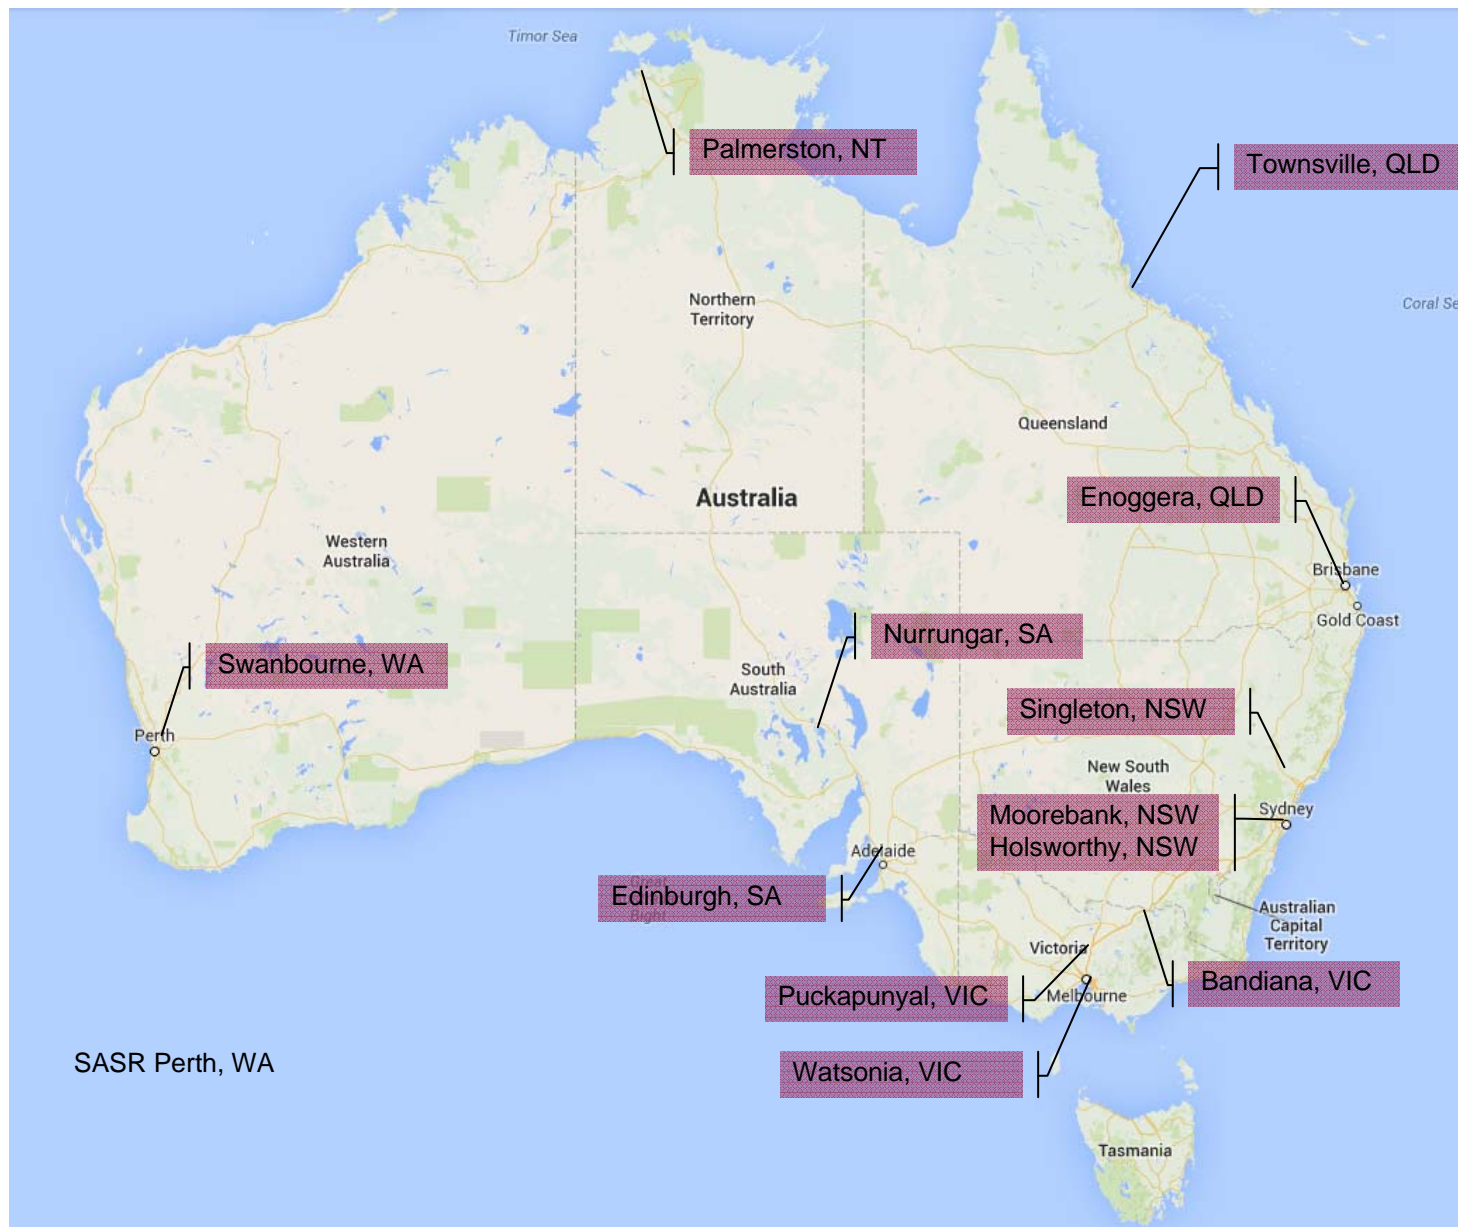 Timor Sea
Palmerston, NT
Townsville, QLD
Northern
Territory
Coral Se
Queensland
Enoggera, QLD
Australia
Western
Australia
Brisbane
Gold Coast
Nurrungar, SA
Swanbourne, WA
South
Australia
Singleton, NSW
Perth
New South
Wales
Moorebank, NSW
Holsworthy, NSW
Sydney
Adelaide
Edinburgh, SA
Great
Bight
Australian
Capital
Territory
Victoria
Bandiana, VIC
Puckapunyal, VIC
Melbourne
Watsonia, VIC
SASR Perth, WA
Tasmania